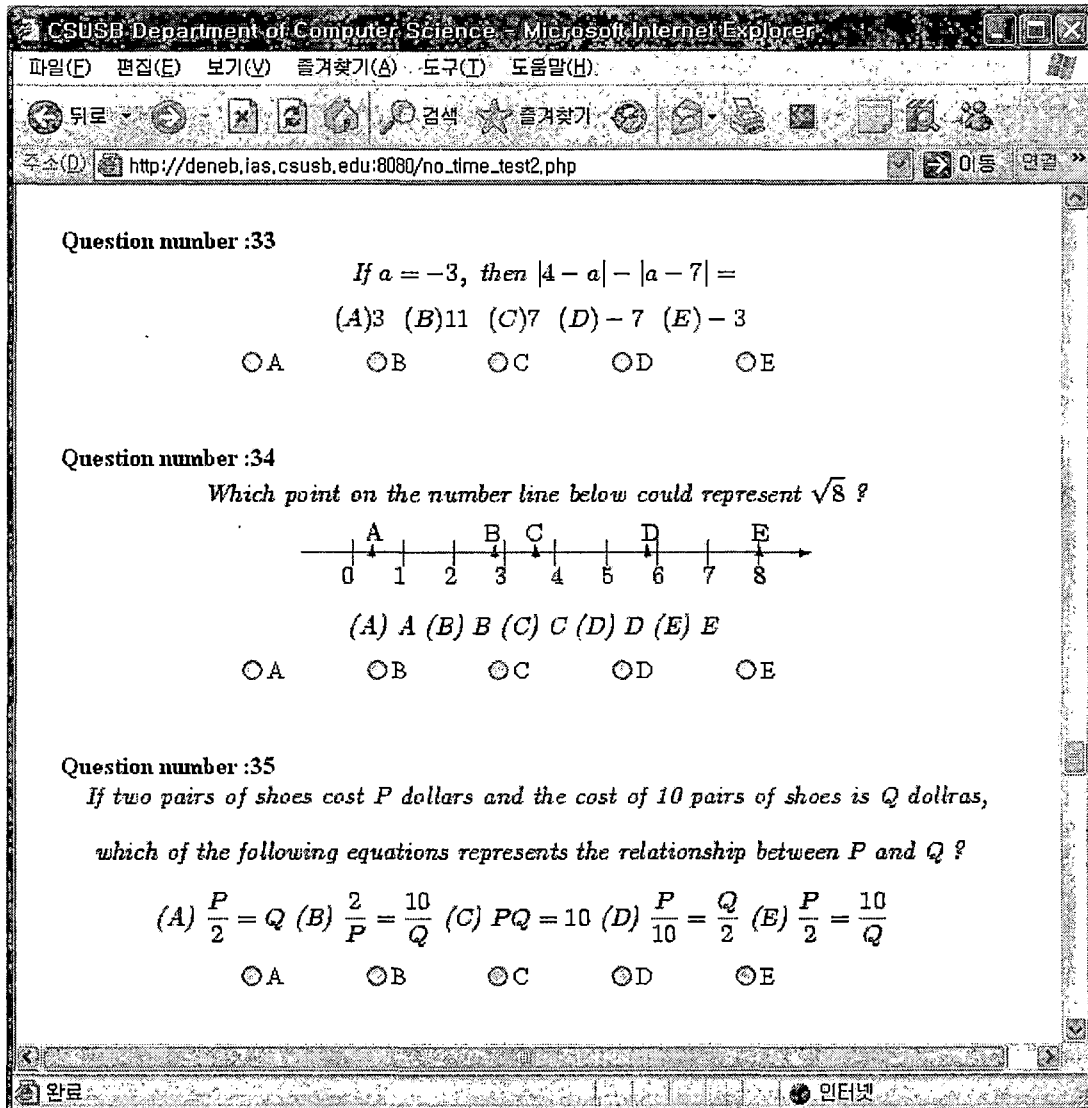 CSUSB Department of Computer Science - Microsoft Internet Explorer
파일(F) 편집(E) 보기(V) 즐겨찾기(A) 도구(T) 도움말(H)
뒤로 검색 즐겨찾기
주소(D) http://deneb.ias.csusb.edu:8080/no_time_test2.php 이동 연결 »
Question number :33
If a = −3, then |4 − a| − |a − 7| =
(A)3 (B)11 (C)7 (D) − 7 (E) − 3
A B C D E
Question number :34
Which point on the number line below could represent √8 ?
A B C D E
0 1 2 3 4 5 6 7 8
(A) A (B) B (C) C (D) D (E) E
A B C D E
Question number :35
If two pairs of shoes cost P dollars and the cost of 10 pairs of shoes is Q dollras,
which of the following equations represents the relationship between P and Q ?
(A) P/2 = Q (B) 2/P = 10/Q (C) PQ = 10 (D) P/10 = Q/2 (E) P/2 = 10/Q
A B C D E
완료 인터넷